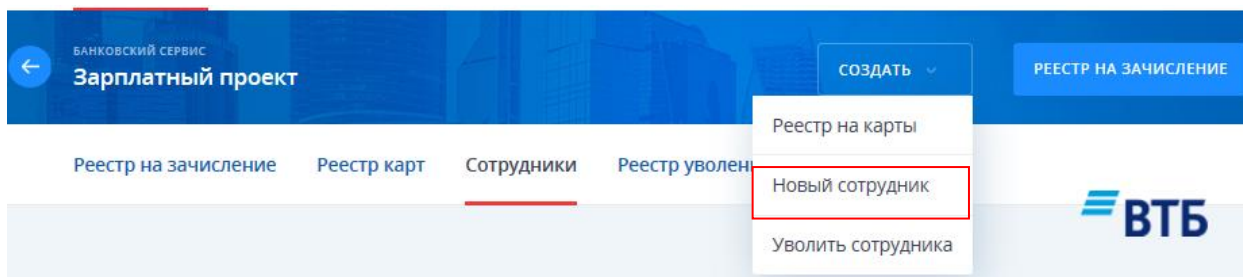 БАНКОВСКИЙ СЕРВИС
Зарплатный проект
СОЗДАТЬ
РЕЕСТР НА ЗАЧИСЛЕНИЕ
Реестр на карты
Реестр на зачисление Реестр карт Сотрудники Реестр уволен
Новый сотрудник
ВТБ
Уволить сотрудника